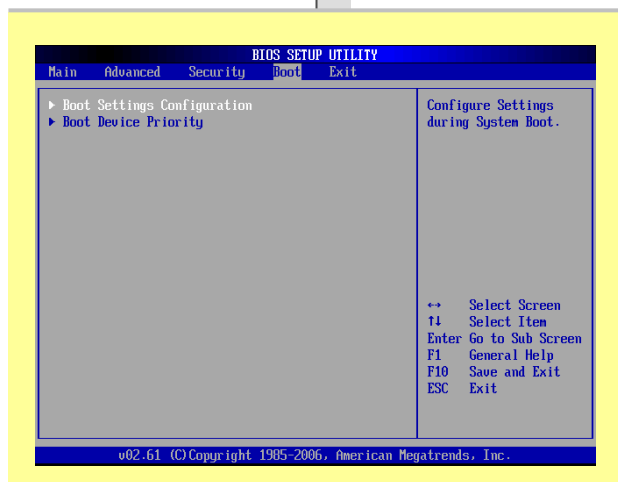 BIOS SETUP UTILITY
Main Advanced Security Boot Exit
▶ Boot Settings Configuration
▶ Boot Device Priority
Configure Settings
during System Boot.
↔ Select Screen
↑↓ Select Item
Enter Go to Sub Screen
F1 General Help
F10 Save and Exit
ESC Exit
v02.61 (C)Copyright 1985-2006, American Megatrends, Inc.